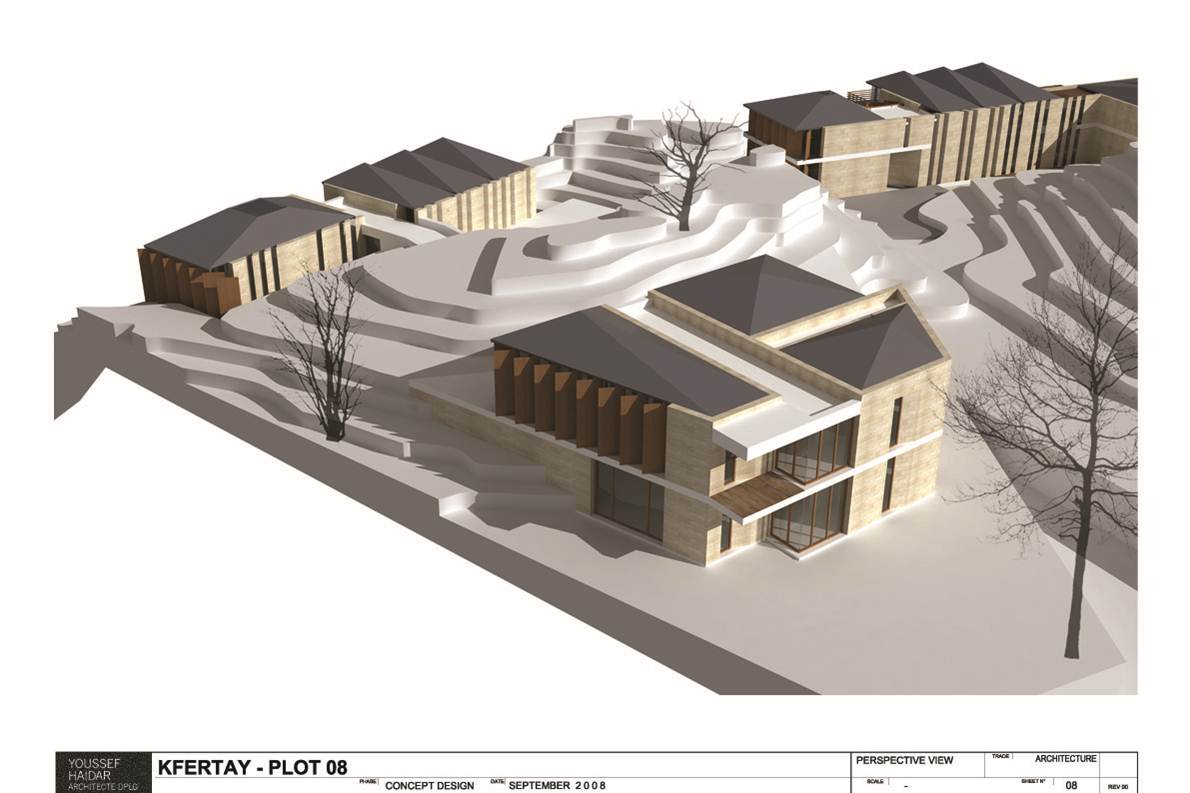 YOUSSEF
HAIDAR
ARCHITECTE DPLG
KFERTAY - PLOT 08
PHASE CONCEPT DESIGN DATE SEPTEMBER 2008
PERSPECTIVE VIEW
SCALE -
TRADE ARCHITECTURE
SHEET N° 08 REV 00